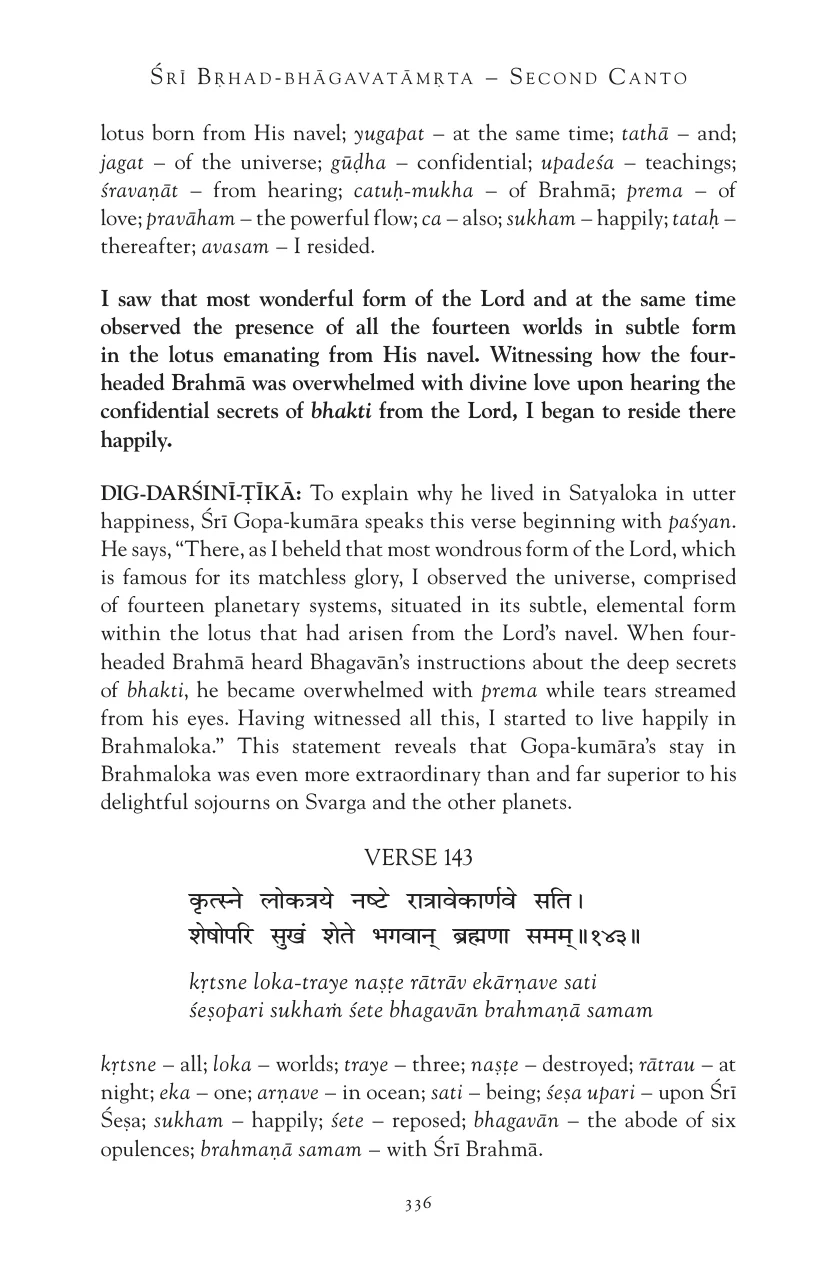 ŚRĪ BṚHAD-BHĀGAVATĀMṚTA – SECOND CANTO
lotus born from His navel; yugapat – at the same time; tathā – and;
jagat – of the universe; gūḍha – confidential; upadeśa – teachings;
śravaṇāt – from hearing; catuḥ-mukha – of Brahmā; prema – of
love; pravāham – the powerful flow; ca – also; sukham – happily; tataḥ –
thereafter; avasam – I resided.
I saw that most wonderful form of the Lord and at the same time
observed the presence of all the fourteen worlds in subtle form
in the lotus emanating from His navel. Witnessing how the four-
headed Brahmā was overwhelmed with divine love upon hearing the
confidential secrets of bhakti from the Lord, I began to reside there
happily.
DIG-DARŚINĪ-ṬĪKĀ: To explain why he lived in Satyaloka in utter
happiness, Śrī Gopa-kumāra speaks this verse beginning with paśyan.
He says, “There, as I beheld that most wondrous form of the Lord, which
is famous for its matchless glory, I observed the universe, comprised
of fourteen planetary systems, situated in its subtle, elemental form
within the lotus that had arisen from the Lord’s navel. When four-
headed Brahmā heard Bhagavān’s instructions about the deep secrets
of bhakti, he became overwhelmed with prema while tears streamed
from his eyes. Having witnessed all this, I started to live happily in
Brahmaloka.” This statement reveals that Gopa-kumāra’s stay in
Brahmaloka was even more extraordinary than and far superior to his
delightful sojourns on Svarga and the other planets.
VERSE 143
कृत्स्ने लोकत्रये नष्टे रात्रावेकार्णवे सति।
शेषोपरि सुखं शेते भगवान् ब्रह्मणा समम्॥१४३॥
kṛtsne loka-traye naṣṭe rātrāv ekārṇave sati
śeṣopari sukhaṁ śete bhagavān brahmaṇā samam
kṛtsne – all; loka – worlds; traye – three; naṣṭe – destroyed; rātrau – at
night; eka – one; arṇave – in ocean; sati – being; śeṣa upari – upon Śrī
Śeṣa; sukham – happily; śete – reposed; bhagavān – the abode of six
opulences; brahmaṇā samam – with Śrī Brahmā.
336